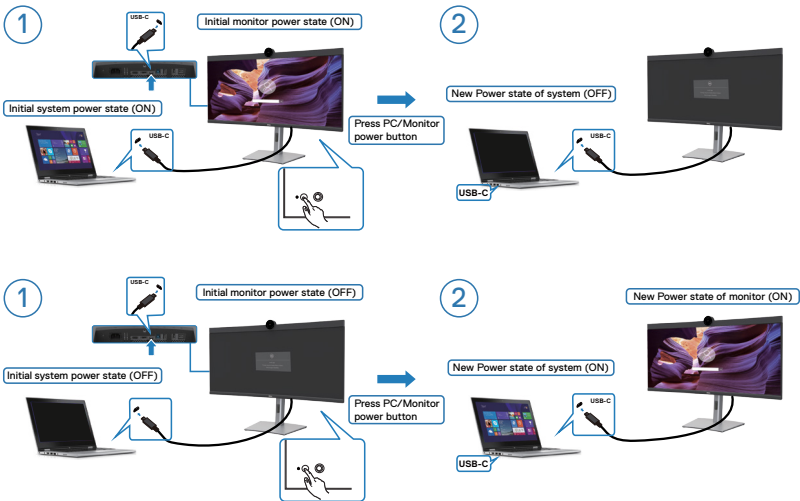 1
USB-C
Initial monitor power state (ON)
Initial system power state (ON)
USB-C
Press PC/Monitor
power button
2
New Power state of system (OFF)
USB-C
USB-C
1
USB-C
Initial monitor power state (OFF)
Initial system power state (OFF)
USB-C
Press PC/Monitor
power button
2
New Power state of monitor (ON)
New Power state of system (ON)
USB-C
USB-C